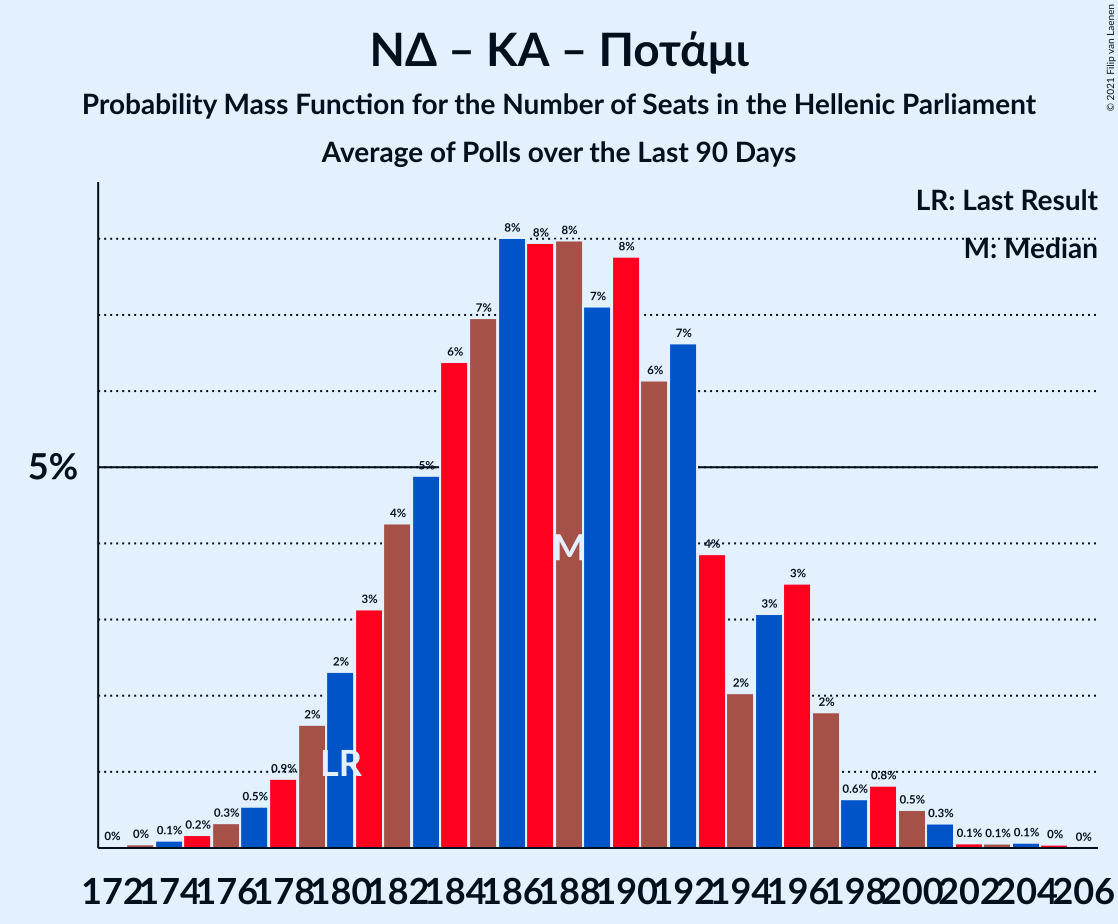 ΝΔ – ΚΑ – Ποτάμι
Probability Mass Function for the Number of Seats in the Hellenic Parliament
Average of Polls over the Last 90 Days
© 2021 Filip van Laenen
LR: Last Result
M: Median
5%
0% 0% 0.1% 0.2% 0.3% 0.5% 0.9% 2% 2% 3% 4% 5% 6% 7% 8% 8% 8% 7% 8% 6% 7% 4% 2% 3% 3% 2% 0.6% 0.8% 0.5% 0.3% 0.1% 0.1% 0.1% 0% 0%
LR
M
172 174 176 178 180 182 184 186 188 190 192 194 196 198 200 202 204 206